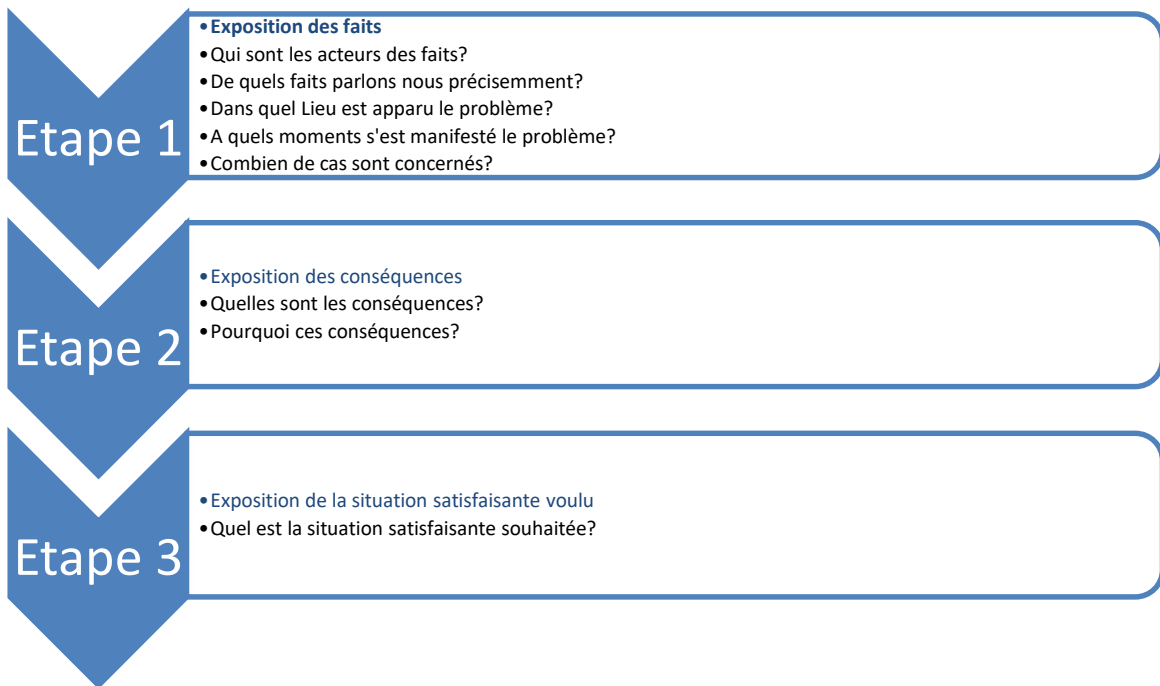 Etape 1
•Exposition des faits
•Qui sont les acteurs des faits?
•De quels faits parlons nous précisemment?
•Dans quel Lieu est apparu le problème?
•A quels moments s'est manifesté le problème?
•Combien de cas sont concernés?
Etape 2
•Exposition des conséquences
•Quelles sont les conséquences?
•Pourquoi ces conséquences?
Etape 3
•Exposition de la situation satisfaisante voulu
•Quel est la situation satisfaisante souhaitée?